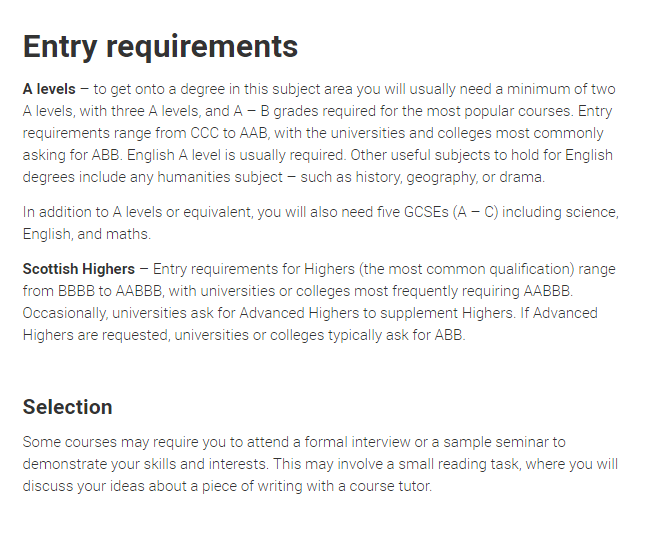 Entry requirements
A levels – to get onto a degree in this subject area you will usually need a minimum of two
A levels, with three A levels, and A – B grades required for the most popular courses. Entry
requirements range from CCC to AAB, with the universities and colleges most commonly
asking for ABB. English A level is usually required. Other useful subjects to hold for English
degrees include any humanities subject – such as history, geography, or drama.
In addition to A levels or equivalent, you will also need five GCSEs (A – C) including science,
English, and maths.
Scottish Highers – Entry requirements for Highers (the most common qualification) range
from BBBB to AABBB, with universities or colleges most frequently requiring AABBB.
Occasionally, universities ask for Advanced Highers to supplement Highers. If Advanced
Highers are requested, universities or colleges typically ask for ABB.
Selection
Some courses may require you to attend a formal interview or a sample seminar to
demonstrate your skills and interests. This may involve a small reading task, where you will
discuss your ideas about a piece of writing with a course tutor.